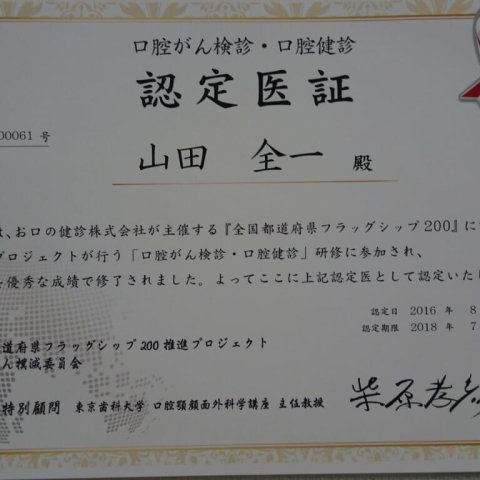 口腔がん検診・口腔健診
認定医証
00061 号
山田 全一 殿
は、お口の健診株式会社が主催する『全国都道府県フラッグシップ200』に
プロジェクトが行う「口腔がん検診・口腔健診」研修に参加され、
優秀な成績で修了されました。よってここに上記認定医として認定いた
認定日 2016 年 8
認定期限 2018 年 7
道府県フラッグシップ200推進プロジェクト
ん撲滅委員会
特別顧問 東京歯科大学 口腔顎顔面外科学講座 主任教授
柴原孝